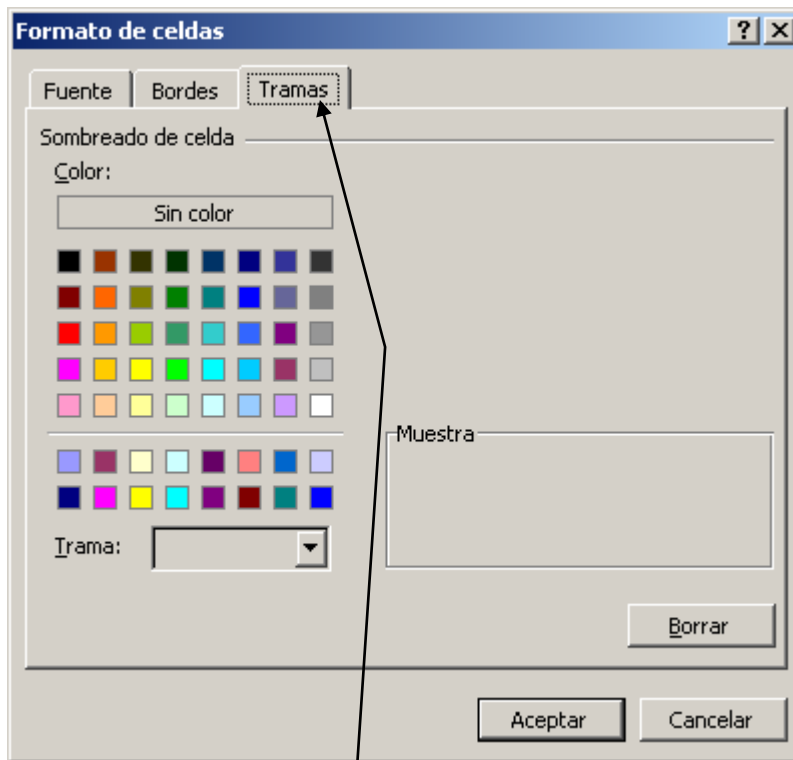 Formato de celdas
Fuente Bordes Tramas
Sombreado de celda
Color:
Sin color
Muestra
Trama:
Borrar
Aceptar Cancelar